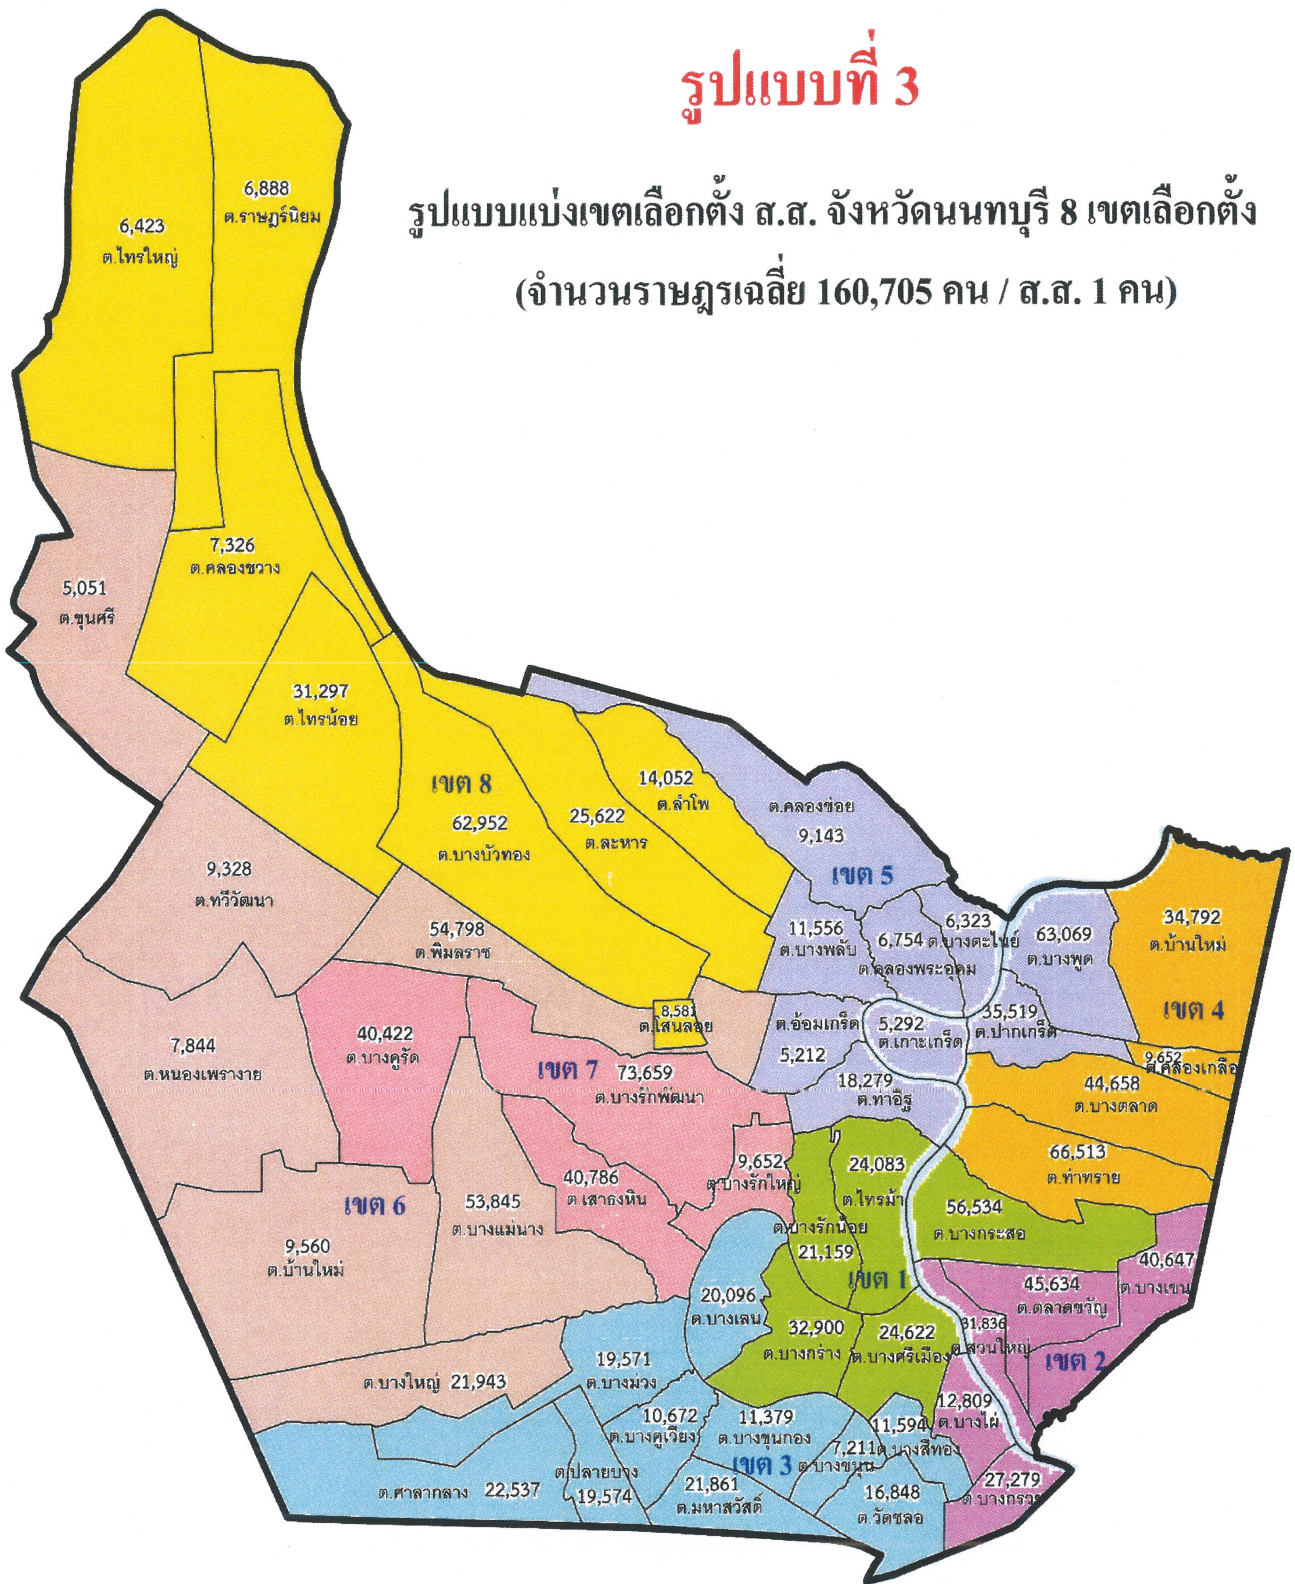 รูปแบบที่ 3
รูปแบบแบ่งเขตเลือกตั้ง ส.ส. จังหวัดนนทบุรี 8 เขตเลือกตั้ง
(จำนวนราษฎรเฉลี่ย 160,705 คน / ส.ส. 1 คน)
6,888
ต.ราษฎร์นิยม
6,423
ต.ไทรใหญ่
7,326
ต.คลองขวาง
5,051
ต.ขุนศรี
31,297
ต.ไทรน้อย
เขต 8
62,952
ต.บางบัวทอง
25,622
ต.ละหาร
14,052
ต.ลำโพ
ต.คลองข่อย
9,143
เขต 5
9,328
ต.ทวีวัฒนา
54,798
ต.พิมลราช
11,556
ต.บางพลับ
6,754
ต.คลองพระอุดม
6,323
ต.บางตะไนย์
63,069
ต.บางพูด
34,792
ต.บ้านใหม่
เขต 4
8,581
ต.โสนลอย
ต.อ้อมเกร็ด
5,212
5,292
ต.เกาะเกร็ด
35,519
ต.ปากเกร็ด
9,652
ต.คลองเกลือ
7,844
ต.หนองเพรางาย
40,422
ต.บางคูรัด
เขต 7
73,659
ต.บางรักพัฒนา
18,279
ต.ท่าอิฐ
44,658
ต.บางตลาด
66,513
ต.ท่าทราย
40,786
ต.เสาธงหิน
9,652
ต.บางรักใหญ่
24,083
ต.ไทรม้า
56,534
ต.บางกระสอ
เขต 6
53,845
ต.บางแม่นาง
ต.บางรักน้อย
21,159
เขต 1
9,560
ต.บ้านใหม่
40,647
ต.บางเขน
45,634
ต.ตลาดขวัญ
20,096
ต.บางเลน
32,900
ต.บางกร่าง
24,622
ต.บางศรีเมือง
31,836
ต.สวนใหญ่
เขต 2
19,571
ต.บางม่วง
ต.บางใหญ่ 21,943
12,809
ต.บางไผ่
10,672
ต.บางคูเวียง
11,379
ต.บางขุนกอง
11,594
ต.บางสีทอง
7,211
ต.บางขนุน
เขต 3
ต.ปลายบาง
19,574
ต.ศาลากลาง 22,537
21,861
ต.มหาสวัสดิ์
16,848
ต.วัดชลอ
27,279
ต.บางกรวย